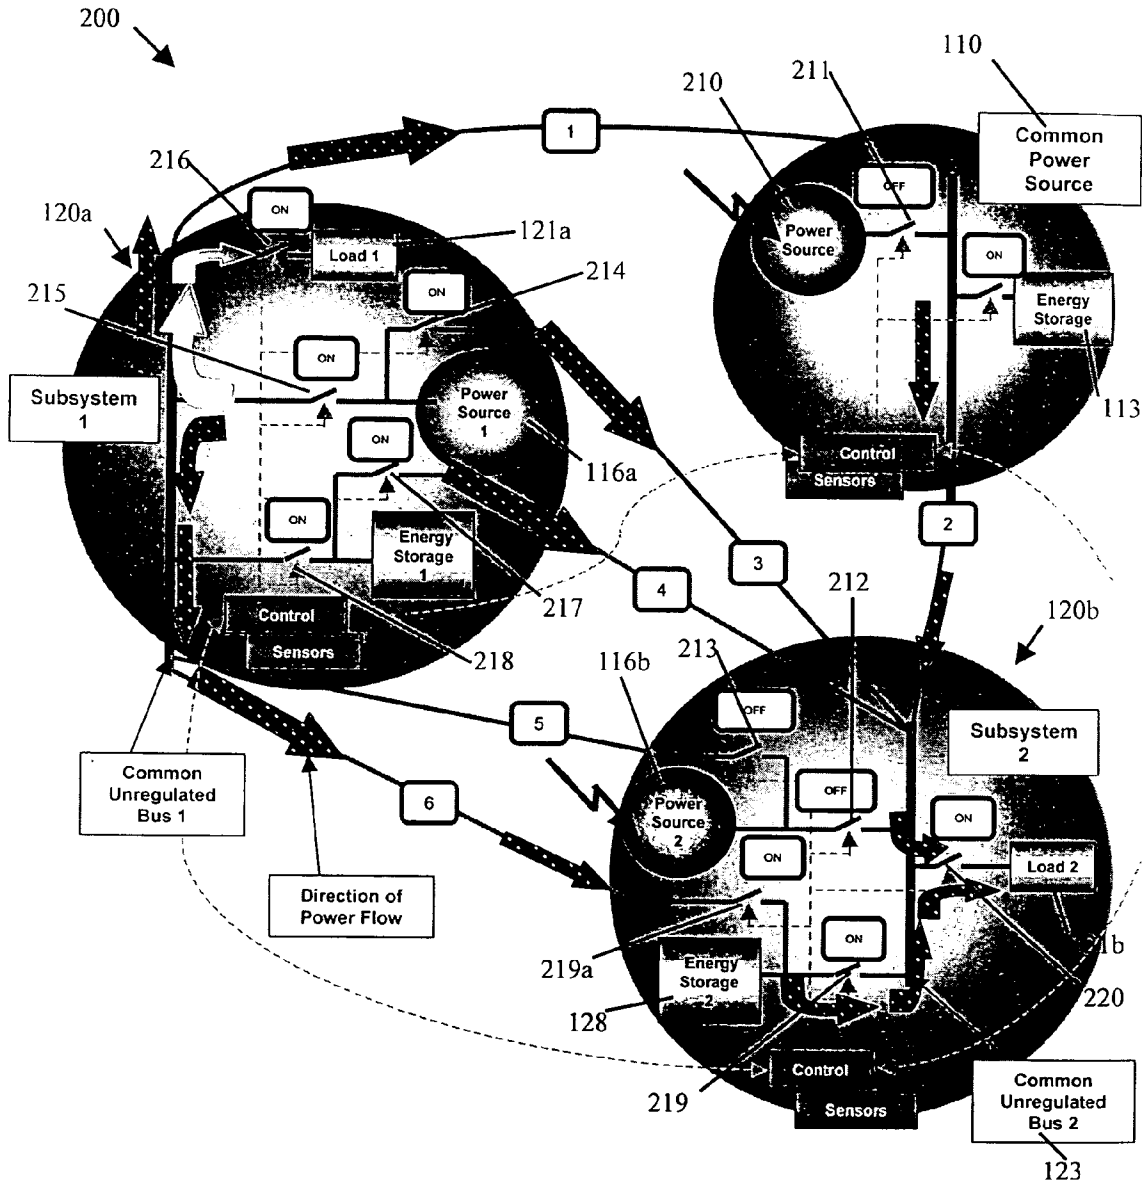 200
110
Common
Power
Source
211
210
1
216
OFF
ON
120a
121a
Load 1
Power
Source
ON
214
ON
215
Energy
Storage
ON
113
Subsystem
1
Power
Source
1
ON
116a
Control
Sensors
ON
2
Energy
Storage
1
3
4
212
217
120b
Control
Sensors
218
116b
213
OFF
5
Subsystem
2
Common
Unregulated
Bus 1
6
Power
Source
2
OFF
ON
ON
Load 2
Direction of
Power Flow
219a
ON
1b
Energy
Storage
2
128
220
Control
219
Sensors
Common
Unregulated
Bus 2
123